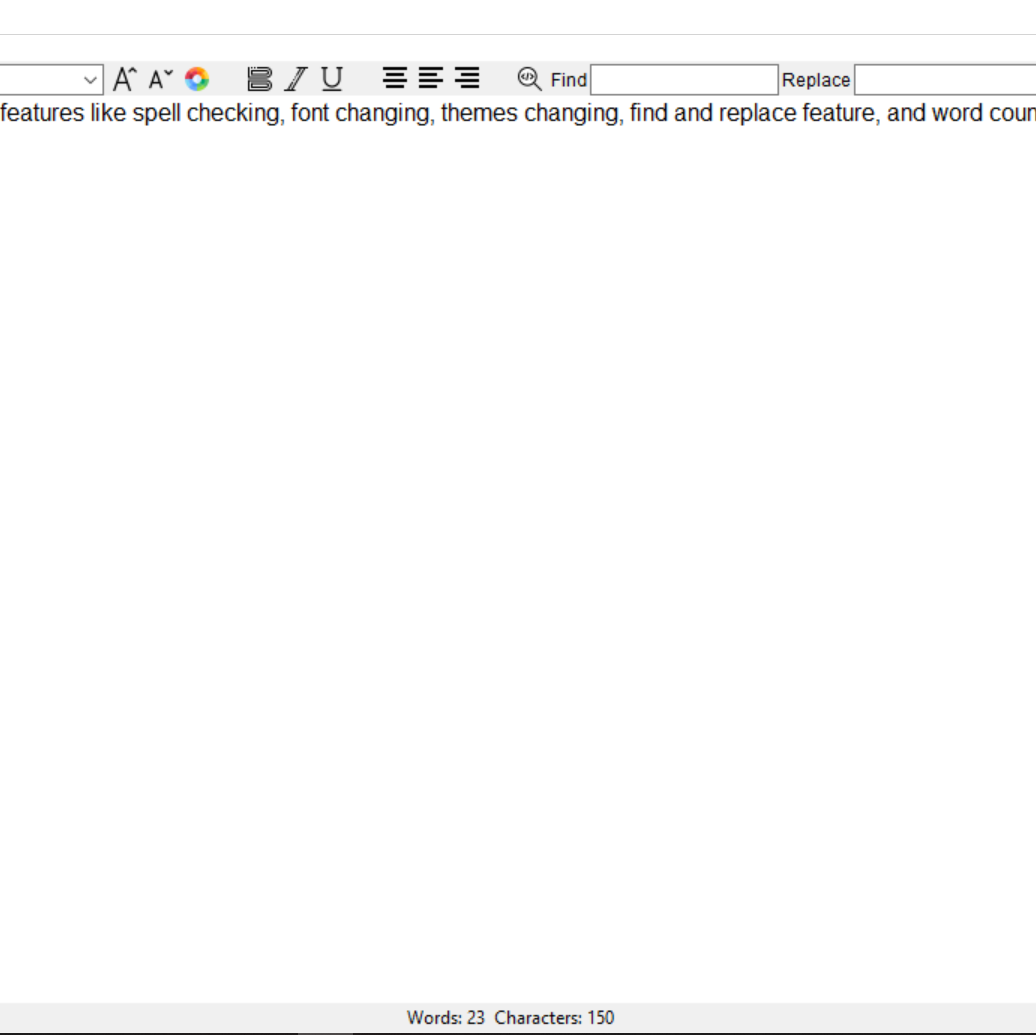 Find Replace
features like spell checking, font changing, themes changing, find and replace feature, and word coun
Words: 23 Characters: 150